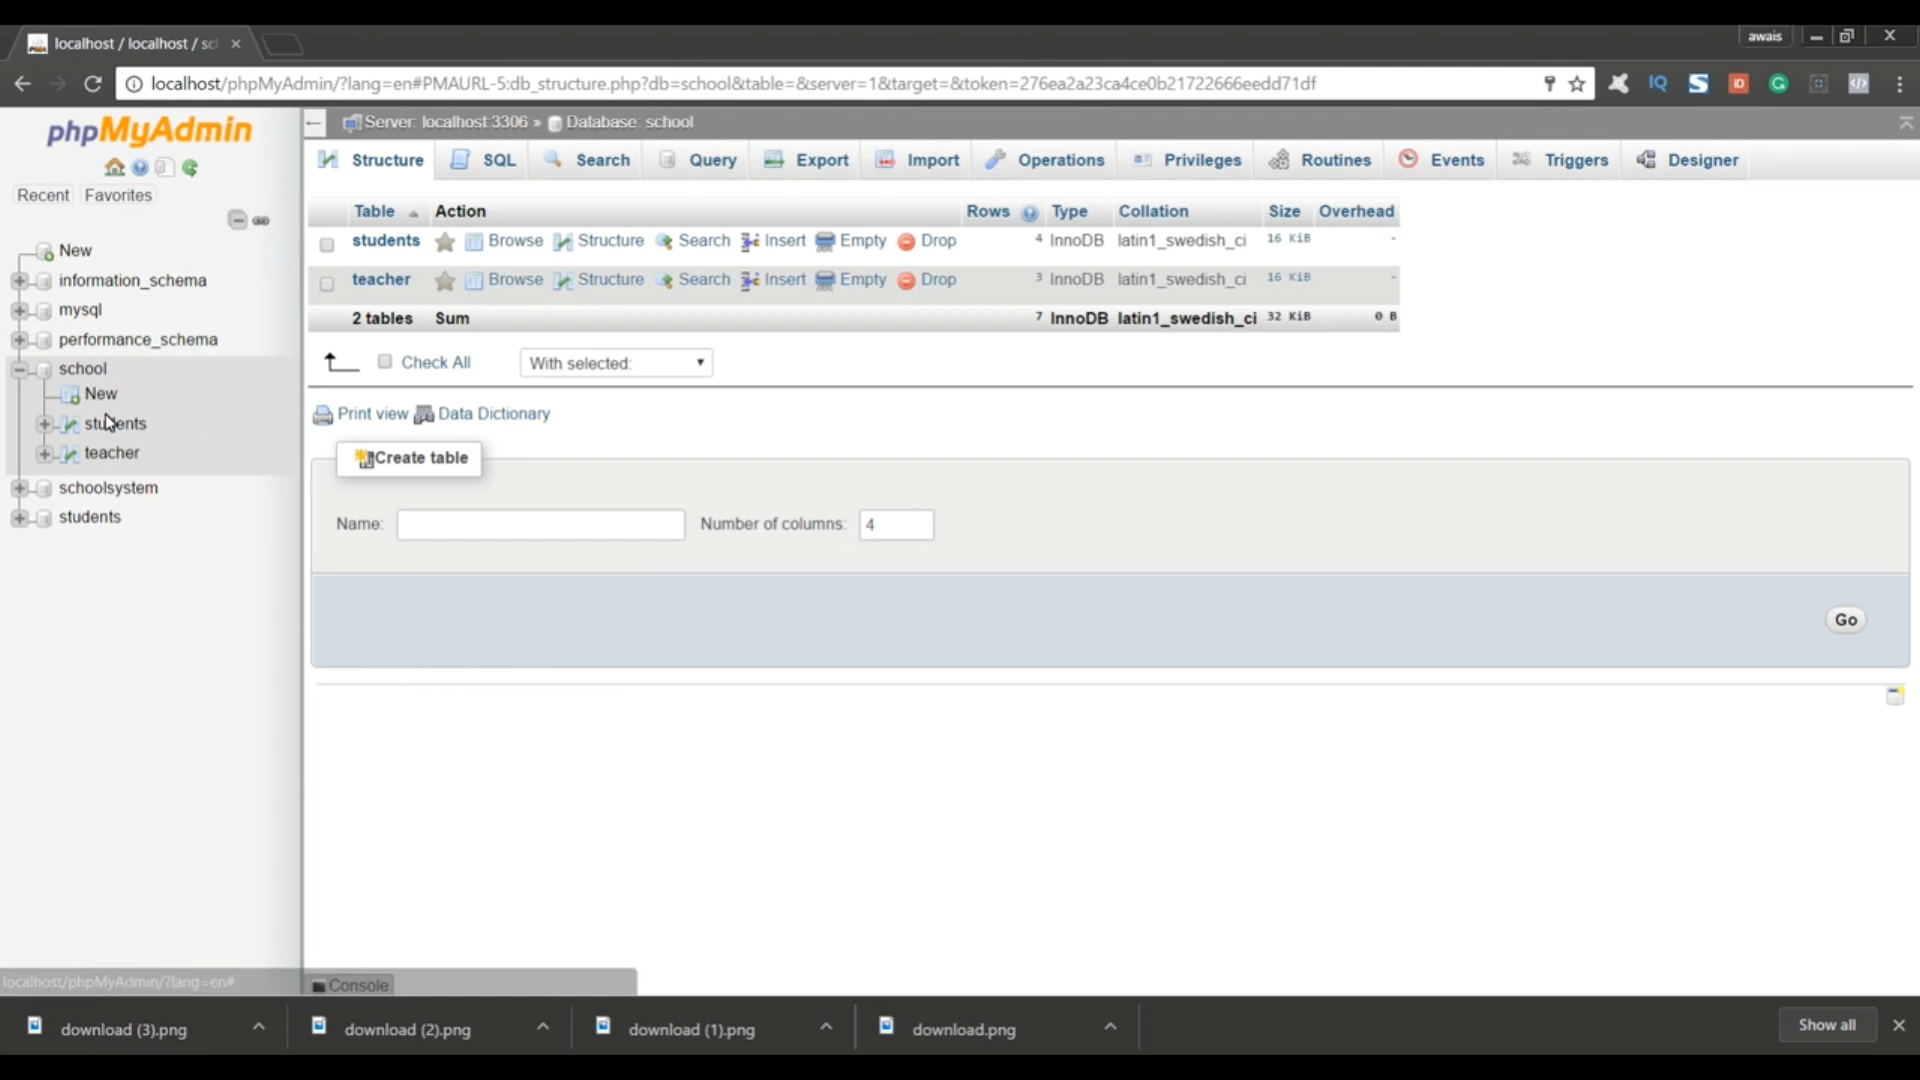 localhost / localhost / scl
awais
localhost/phpMyAdmin/?lang=en#PMAURL-5:db_structure.php?db=school&table=&server=1&target=&token=276ea2a23ca4ce0b21722666eedd71df
phpMyAdmin
Recent Favorites
New
information_schema
mysql
performance_schema
school
New
students
teacher
schoolsystem
students
Server: localhost:3306 » Database: school
Structure SQL Search Query Export Import Operations Privileges Routines Events Triggers Designer
Table Action Rows Type Collation Size Overhead
students Browse Structure Search Insert Empty Drop 4 InnoDB latin1_swedish_ci 16 KiB -
teacher Browse Structure Search Insert Empty Drop 3 InnoDB latin1_swedish_ci 16 KiB -
2 tables Sum 7 InnoDB latin1_swedish_ci 32 KiB 0 B
Check All With selected:
Print view Data Dictionary
Create table
Name: Number of columns: 4
Go
localhost/phpMyAdmin/?lang=en#
Console
download (3).png download (2).png download (1).png download.png Show all